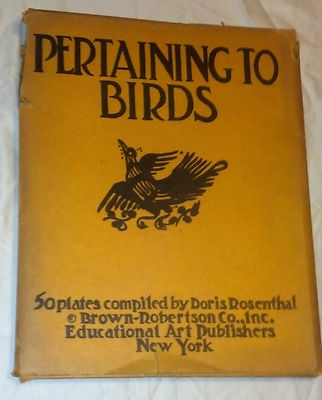 PERTAINING TO
BIRDS
50 plates compiled by Doris Rosenthal
© Brown-Robertson Co., Inc.
Educational Art Publishers
New York